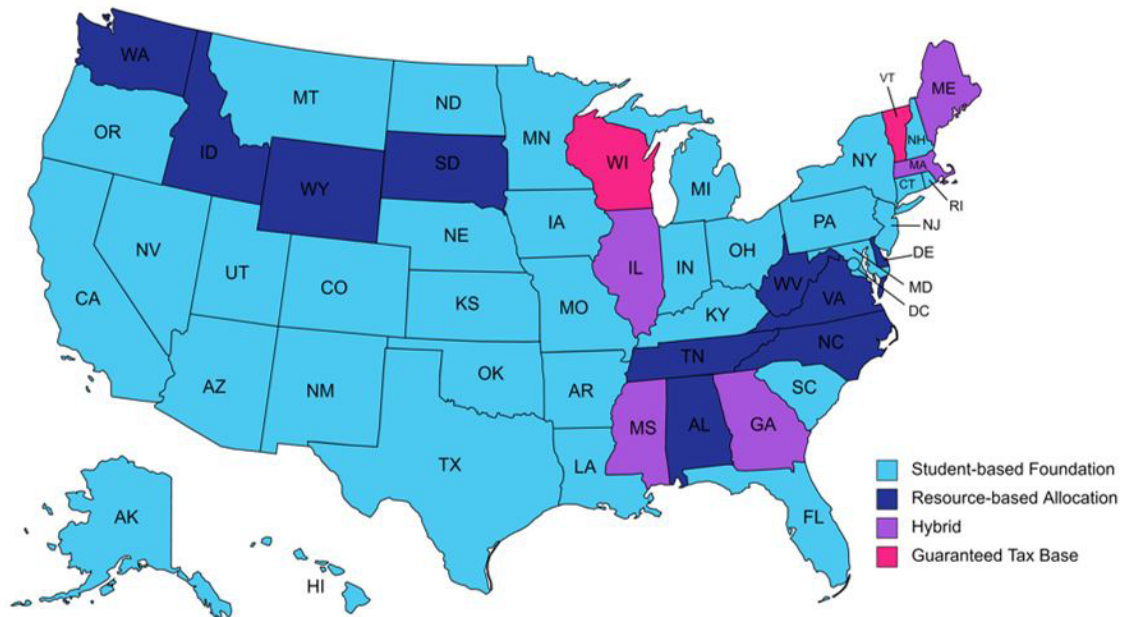 WA
MT
ND
MN
OR
ID
WY
SD
WI
MI
VT
ME
NH
NY
MA
CT
RI
NJ
PA
DE
MD
DC
NE
IA
IL
IN
OH
NV
UT
CO
CA
KS
MO
KY
WV
VA
AZ
NM
OK
AR
TN
NC
SC
MS
AL
GA
TX
LA
FL
AK
HI
Student-based Foundation
Resource-based Allocation
Hybrid
Guaranteed Tax Base